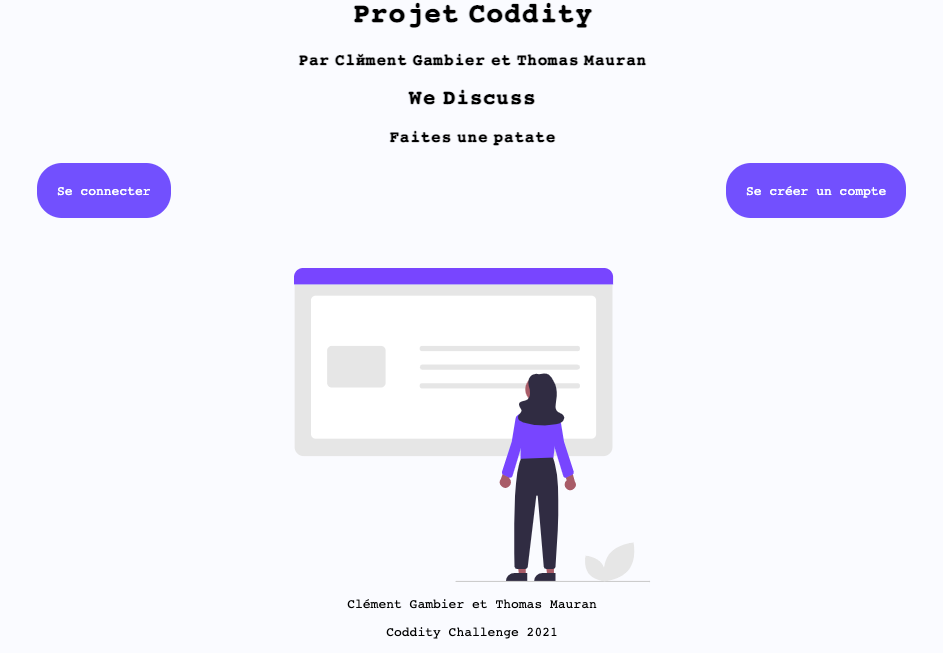 Projet Coddity
Par Clӂment Gambier et Thomas Mauran
We Discuss
Faites une patate
Se connecter
Se créer un compte
Clément Gambier et Thomas Mauran
Coddity Challenge 2021